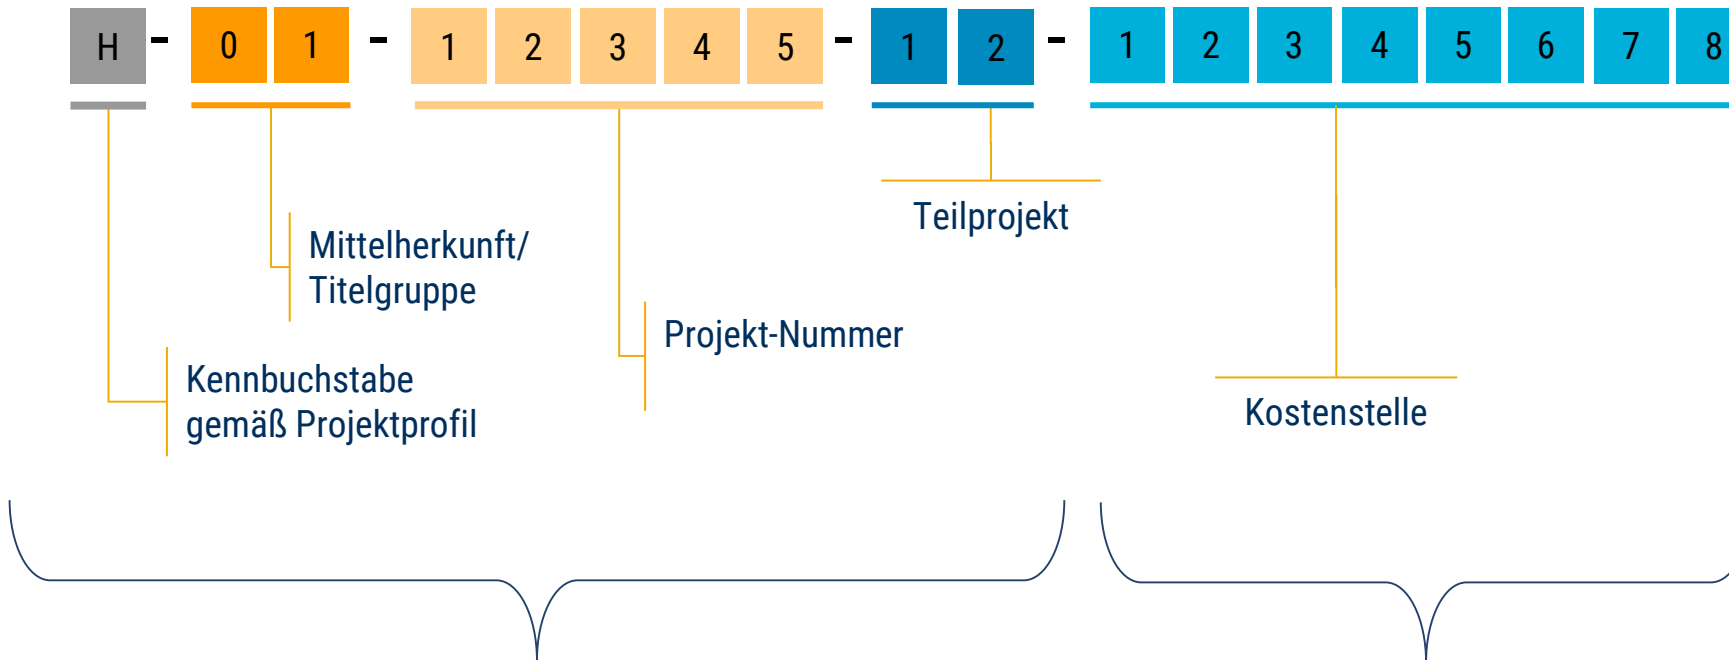 H - 0 1 - 1 2 3 4 5 - 1 2 - 1 2 3 4 5 6 7 8
Teilprojekt
Mittelherkunft/
Titelgruppe
Projekt-Nummer
Kennbuchstabe
gemäß Projektprofil
Kostenstelle